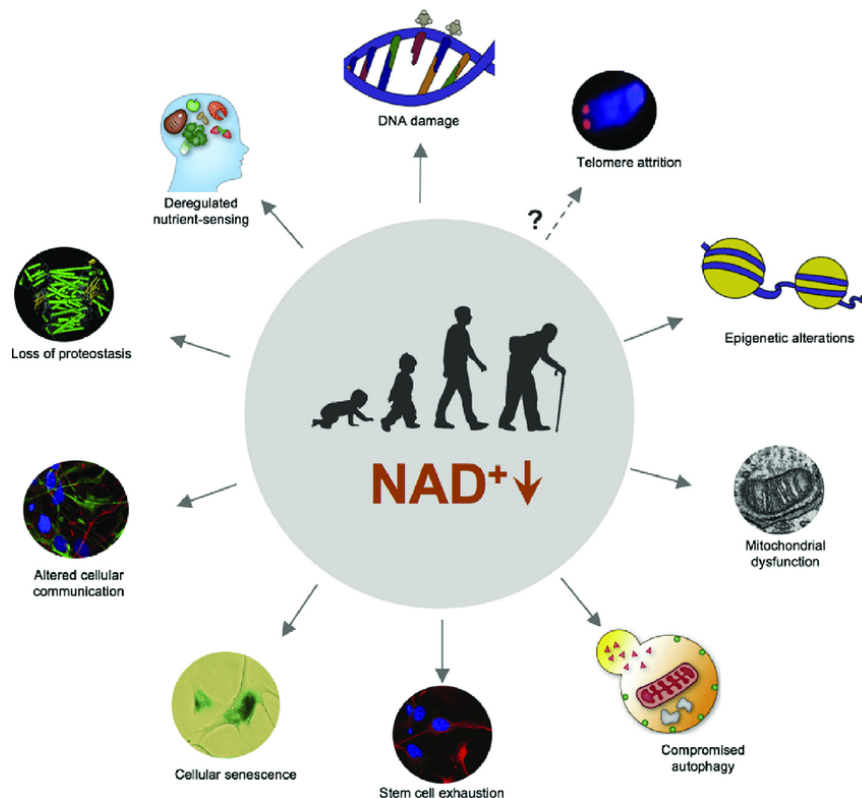 DNA damage
Telomere attrition
Deregulated
nutrient-sensing
?
Epigenetic alterations
Loss of proteostasis
NAD⁺↓
Mitochondrial
dysfunction
Altered cellular
communication
Compromised
autophagy
Cellular senescence
Stem cell exhaustion